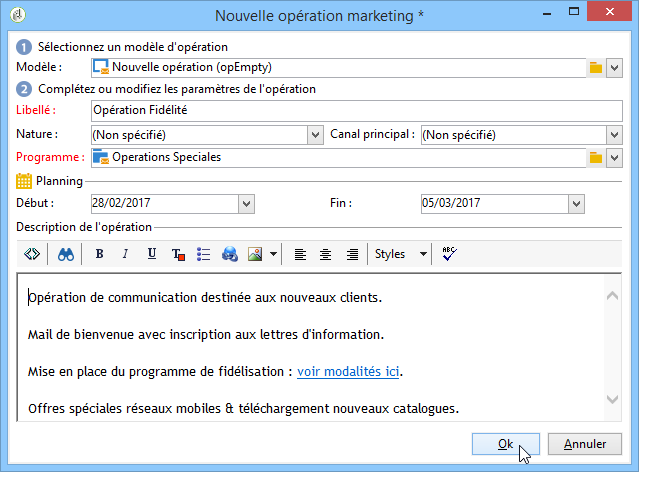 Nouvelle opération marketing *
1 Sélectionnez un modèle d'opération
Modèle : Nouvelle opération (opEmpty)
2 Complétez ou modifiez les paramètres de l'opération
Libellé : Opération Fidélité
Nature : (Non spécifié) Canal principal : (Non spécifié)
Programme : Operations Speciales
Planning
Début : 28/02/2017 Fin : 05/03/2017
Description de l'opération
B I U T Styles ABC
Opération de communication destinée aux nouveaux clients.
Mail de bienvenue avec inscription aux lettres d'information.
Mise en place du programme de fidélisation : voir modalités ici.
Offres spéciales réseaux mobiles & téléchargement nouveaux catalogues.
Ok Annuler